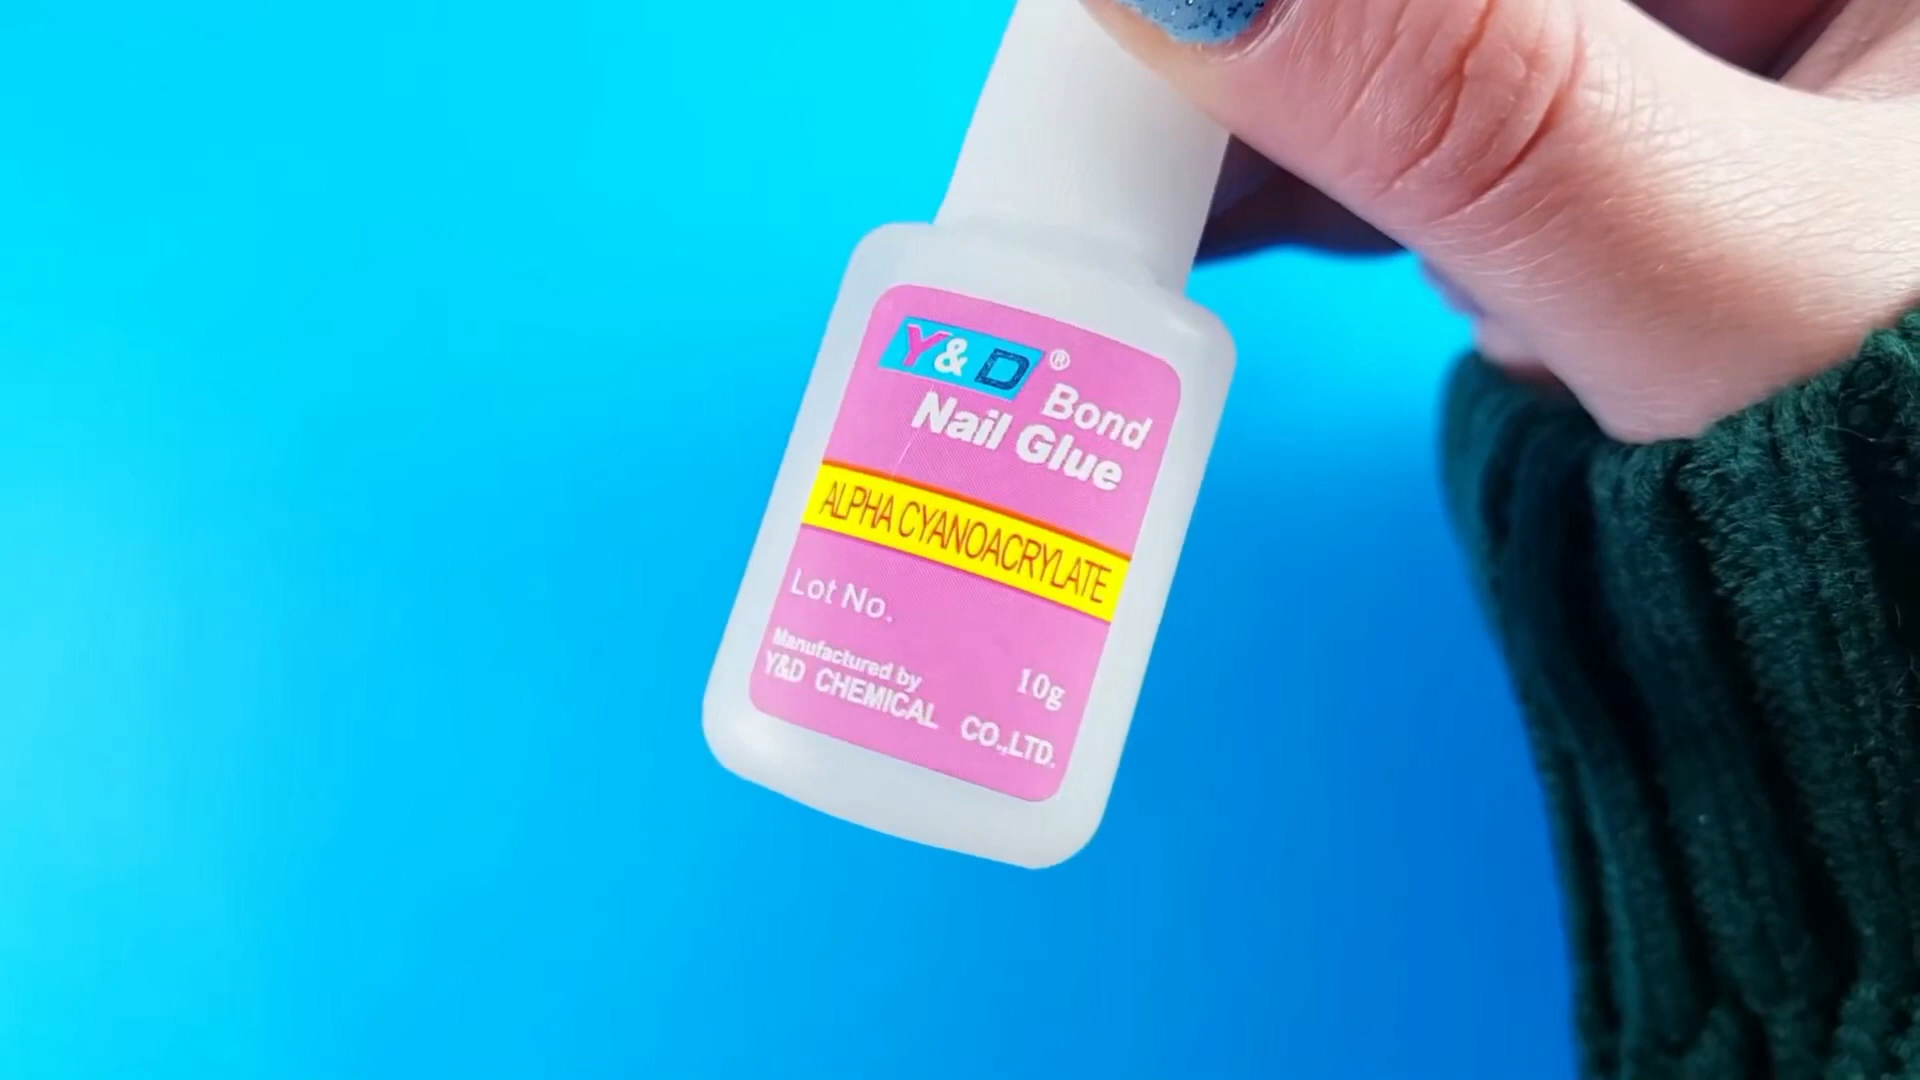 Y&D®
Bond
Nail Glue
ALPHA CYANOACRYLATE
Lot No.
10g
Manufactured by
Y&D CHEMICAL CO.,LTD.